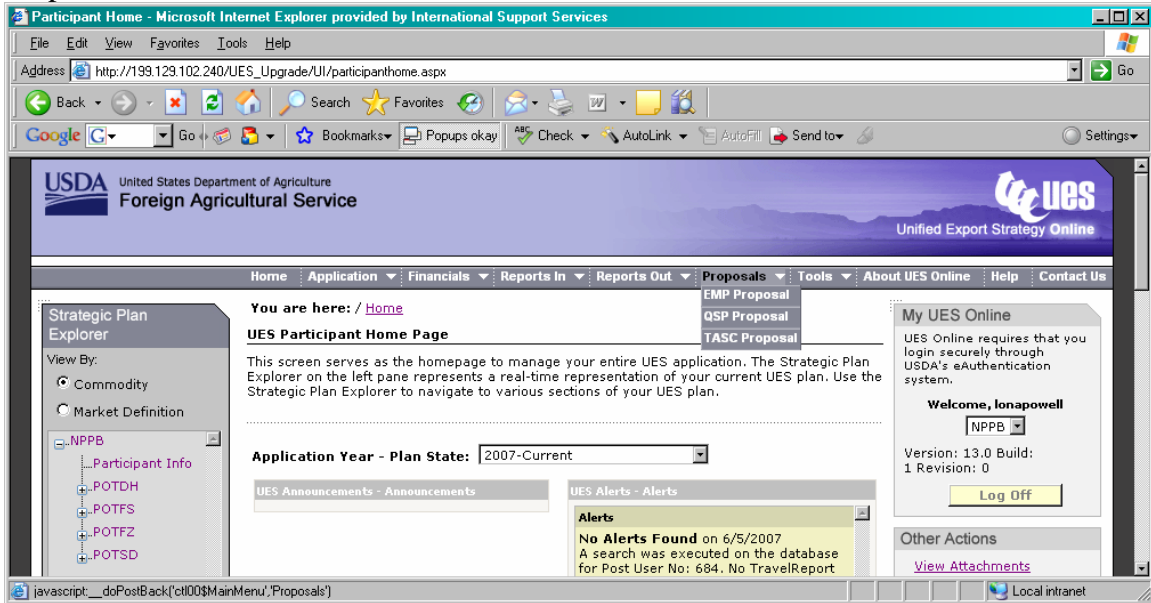 Participant Home - Microsoft Internet Explorer provided by International Support Services
File Edit View Favorites Tools Help
Address http://199.129.102.240/UES_Upgrade/UI/participanthome.aspx Go
Back Search Favorites
Google G Go Bookmarks Popups okay ABC Check AutoLink AutoFill Send to Settings
USDA United States Department of Agriculture
Foreign Agricultural Service
ues
Unified Export Strategy Online
Home Application Financials Reports In Reports Out Proposals Tools About UES Online Help Contact Us
EMP Proposal
QSP Proposal
TASC Proposal
Strategic Plan
Explorer
View By:
Commodity
Market Definition
NPPB
Participant Info
POTDH
POTFS
POTFZ
POTSD
You are here: / Home
UES Participant Home Page
This screen serves as the homepage to manage your entire UES application. The Strategic Plan
Explorer on the left pane represents a real-time representation of your current UES plan. Use the
Strategic Plan Explorer to navigate to various sections of your UES plan.
Application Year - Plan State: 2007-Current
UES Announcements - Announcements
UES Alerts - Alerts
Alerts
No Alerts Found on 6/5/2007
A search was executed on the database
for Post User No: 684. No TravelReport
My UES Online
UES Online requires that you
login securely through
USDA's eAuthentication
system.
Welcome, lonapowell
NPPB
Version: 13.0 Build:
1 Revision: 0
Log Off
Other Actions
View Attachments
javascript:__doPostBack('ctl00$MainMenu','Proposals') Local intranet